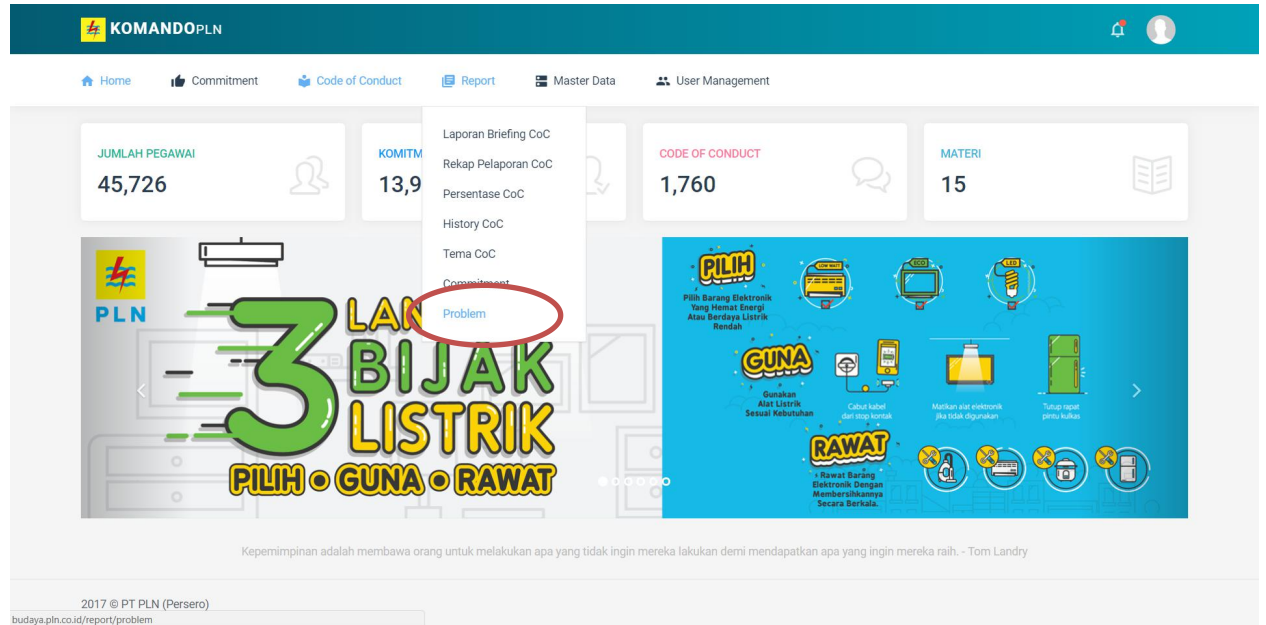 KOMANDOPLN
Home Commitment Code of Conduct Report Master Data User Management
Laporan Briefing CoC
Rekap Pelaporan CoC
Persentase CoC
History CoC
Tema CoC
Commitment
Problem
JUMLAH PEGAWAI
45,726
KOMITM
13,9
CODE OF CONDUCT
1,760
MATERI
15
PLN
3 LAN
BIJAK
LISTRIK
PILIH • GUNA • RAWAT
PILIH
Pilih Barang Elektronik
Yang Hemat Energi
Atau Berdaya Listrik
Rendah
LOW WATT
ECO
LED
GUNA
Gunakan
Alat Listrik
Sesuai Kebutuhan
Cabut kabel
dari stop kontak
Matikan alat elektronik
jika tidak digunakan
Tutup rapat
pintu kulkas
RAWAT
Rawat Barang
Elektronik Dengan
Membersihkannya
Secara Berkala.
Kepemimpinan adalah membawa orang untuk melakukan apa yang tidak ingin mereka lakukan demi mendapatkan apa yang ingin mereka raih. - Tom Landry
2017 © PT PLN (Persero)
budaya.pln.co.id/report/problem